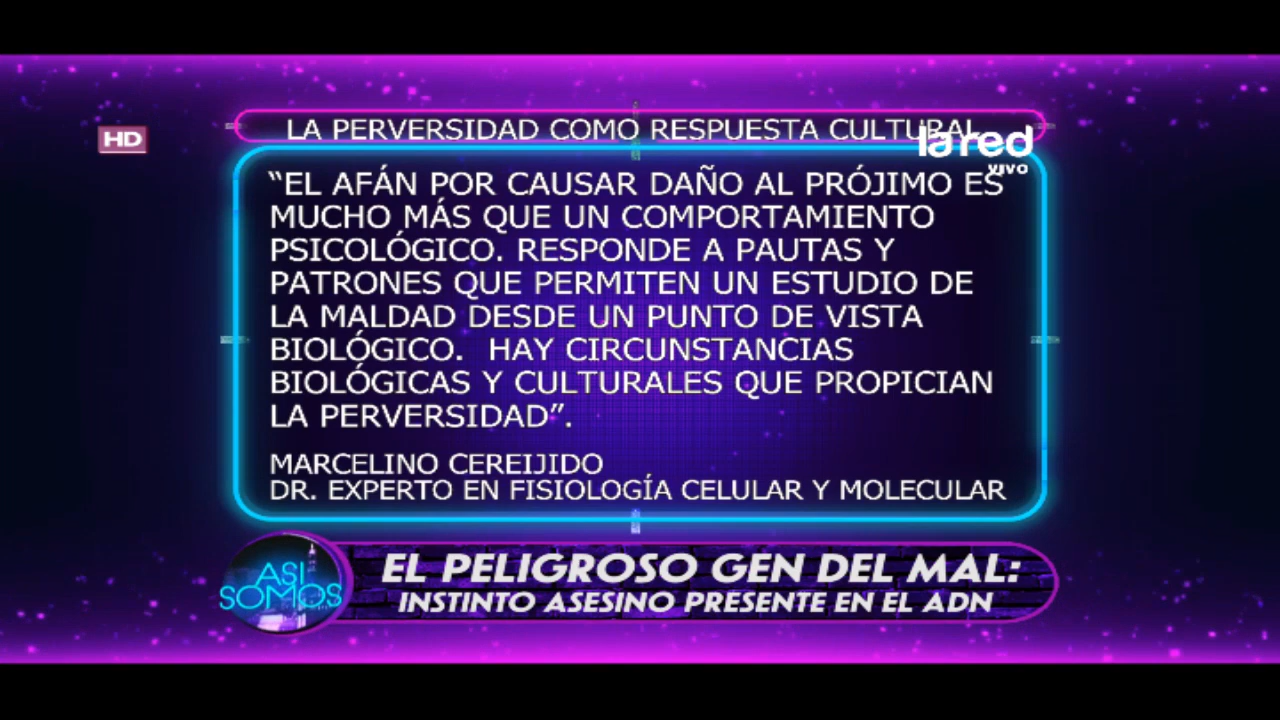 HD
LA PERVERSIDAD COMO RESPUESTA CULTURAL
la red
VIVO
“EL AFÁN POR CAUSAR DAÑO AL PRÓJIMO ES
MUCHO MÁS QUE UN COMPORTAMIENTO
PSICOLÓGICO. RESPONDE A PAUTAS Y
PATRONES QUE PERMITEN UN ESTUDIO DE
LA MALDAD DESDE UN PUNTO DE VISTA
BIOLÓGICO. HAY CIRCUNSTANCIAS
BIOLÓGICAS Y CULTURALES QUE PROPICIAN
LA PERVERSIDAD”.
MARCELINO CEREIJIDO
DR. EXPERTO EN FISIOLOGÍA CELULAR Y MOLECULAR
ASI
SOMOS
EL PELIGROSO GEN DEL MAL:
INSTINTO ASESINO PRESENTE EN EL ADN